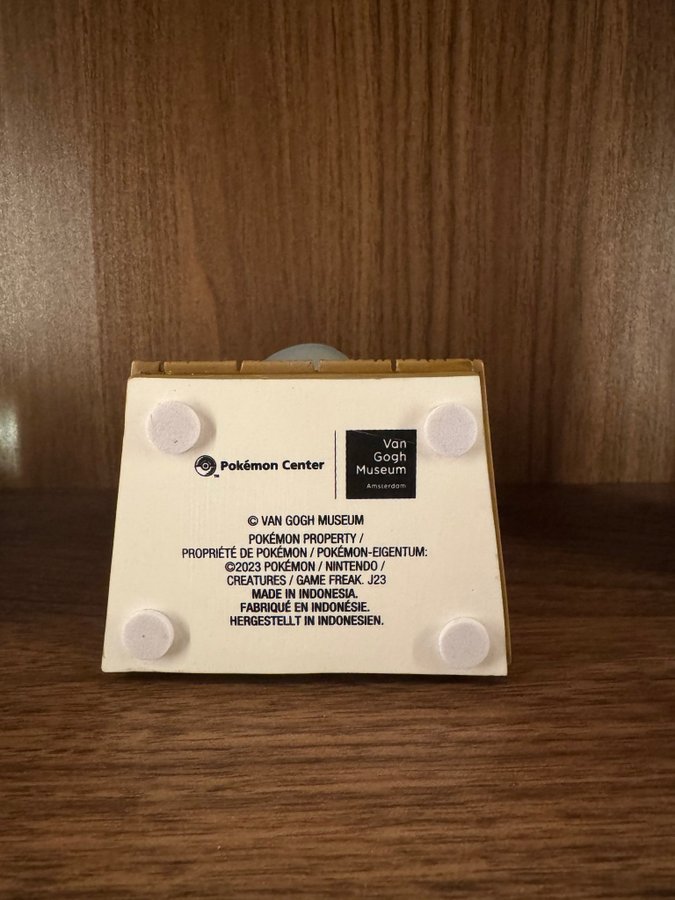 Pokémon Center
™
Van
Gogh
Museum
Amsterdam
© VAN GOGH MUSEUM
POKÉMON PROPERTY /
PROPRIÉTÉ DE POKÉMON / POKÉMON-EIGENTUM:
©2023 POKÉMON / NINTENDO /
CREATURES / GAME FREAK. J23
MADE IN INDONESIA.
FABRIQUÉ EN INDONÉSIE.
HERGESTELLT IN INDONESIEN.